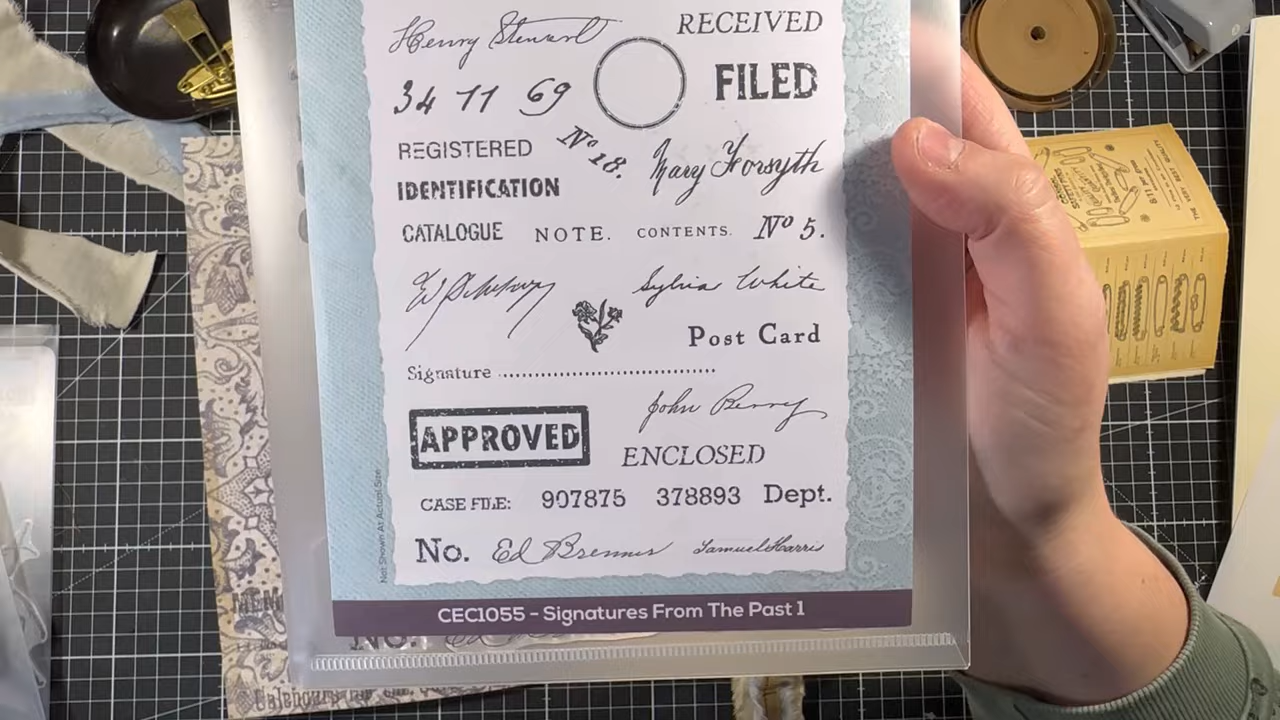 Henry Stewart RECEIVED
34 11 69 FILED
REGISTERED Nº 18. Mary Forsyth
IDENTIFICATION
CATALOGUE NOTE. CONTENTS. Nº 5.
Sylvia White
Post Card
Signature ....................................
John Berry
APPROVED
ENCLOSED
CASE FILE: 907875 378893 Dept.
No. Ed Brenner Samuel Harris
Not Shown At Actual Size
CEC1055 - Signatures From The Past 1
No.